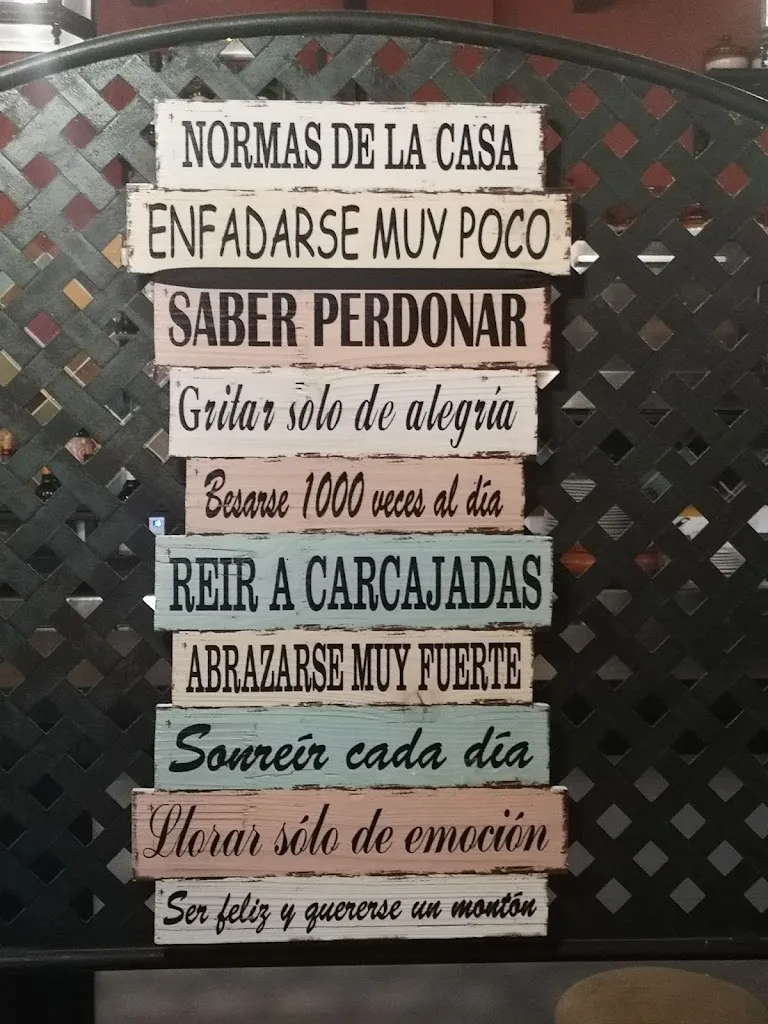 NORMAS DE LA CASA
ENFADARSE MUY POCO
SABER PERDONAR
Gritar sólo de alegría
Besarse 1000 veces al día
REIR A CARCAJADAS
ABRAZARSE MUY FUERTE
Sonreír cada día
Llorar sólo de emoción
Ser feliz y quererse un montón